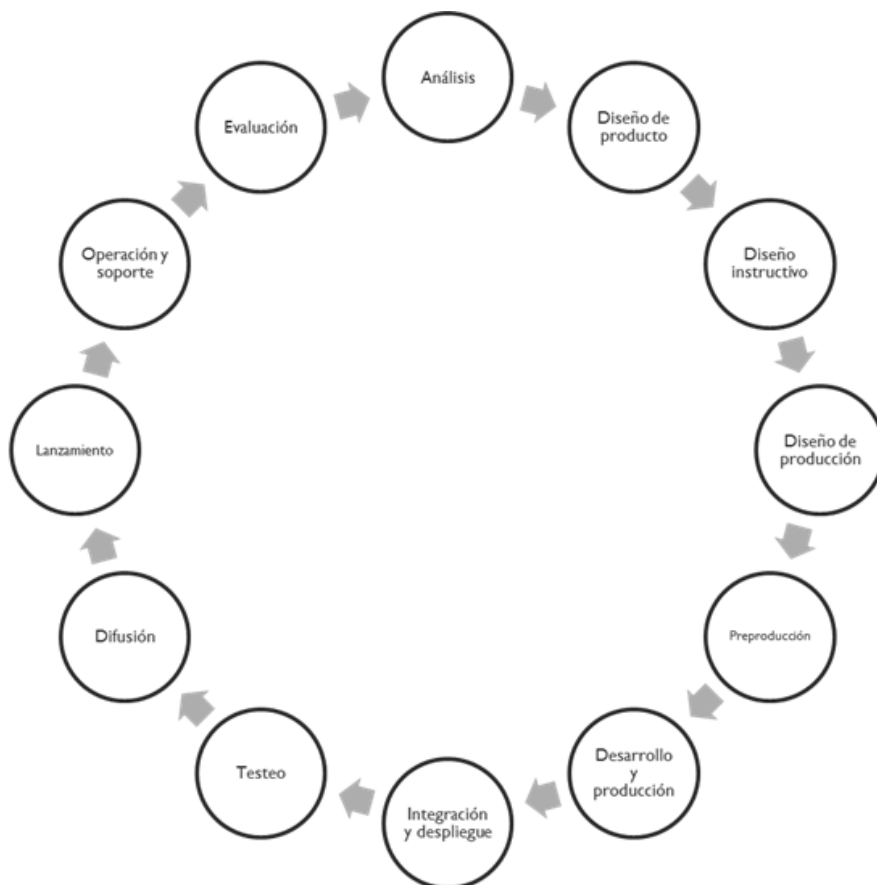 Análisis
Diseño de
producto
Diseño
instructivo
Diseño de
producción
Preproducción
Desarrollo
y
producción
Integración
y despliegue
Testeo
Difusión
Lanzamiento
Operación y
soporte
Evaluación